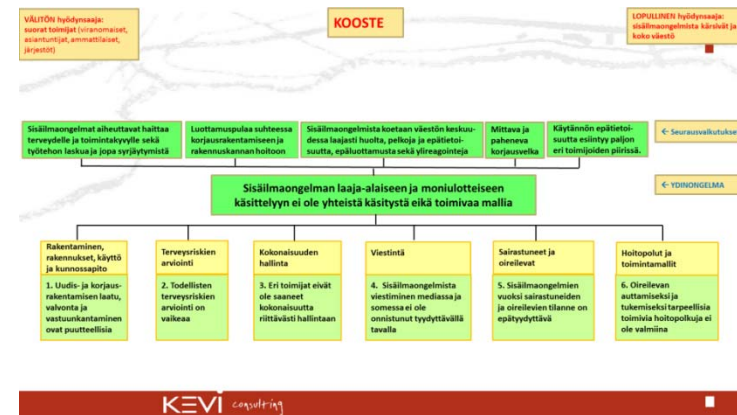 VÄLITÖN hyödynsaaja:
suorat toimijat (viranomaiset,
asiantuntijat, ammattilaiset,
järjestöt)
KOOSTE
LOPULLINEN hyödynsaaja:
sisäilmaongelmista kärsivät ja
koko väestö
Sisäilmaongelmat aiheuttavat haittaa
terveydelle ja toimintakyvylle sekä
työtehon laskua ja jopa syrjäytymistä
Luottamuspulaa suhteessa
korjausrakentamiseen ja
rakennuskannan hoitoon
Sisäilmaongelmista koetaan väestön keskuu-
dessa laajasti huolta, pelkoja ja epätietoi-
suutta, epäluottamusta sekä ylireagointeja
Mittava ja
paheneva
korjausvelka
Käytännön epätietoi-
suutta esiintyy paljon
eri toimijoiden piirissä.
← Seurausvaikutukset
Sisäilmaongelman laaja-alaiseen ja moniulotteiseen
käsittelyyn ei ole yhteistä käsitystä eikä toimivaa mallia
← YDINONGELMA
Rakentaminen,
rakennukset, käyttö
ja kunnossapito
Terveysriskien
arviointi
Kokonaisuuden
hallinta
Viestintä
Sairastuneet ja
oireilevat
Hoitopolut ja
toimintamallit
1. Uudis- ja korjaus-
rakentamisen laatu,
valvonta ja
vastuunkantaminen
ovat puutteellisia
2. Todellisten
terveysriskien
arviointi on
vaikeaa
3. Eri toimijat eivät
ole saaneet
kokonaisuutta
riittävästi hallintaan
4. Sisäilmaongelmista
viestiminen mediassa ja
somessa ei ole
onnistunut tyydyttävällä
tavalla
5. Sisäilmaongelmien
vuoksi sairastuneiden
ja oireilevien tilanne on
epätyydyttävä
6. Oireilevan
auttamiseksi ja
tukemiseksi tarpeellisia
toimivia hoitopolkuja ei
ole valmiina
KEVI consulting